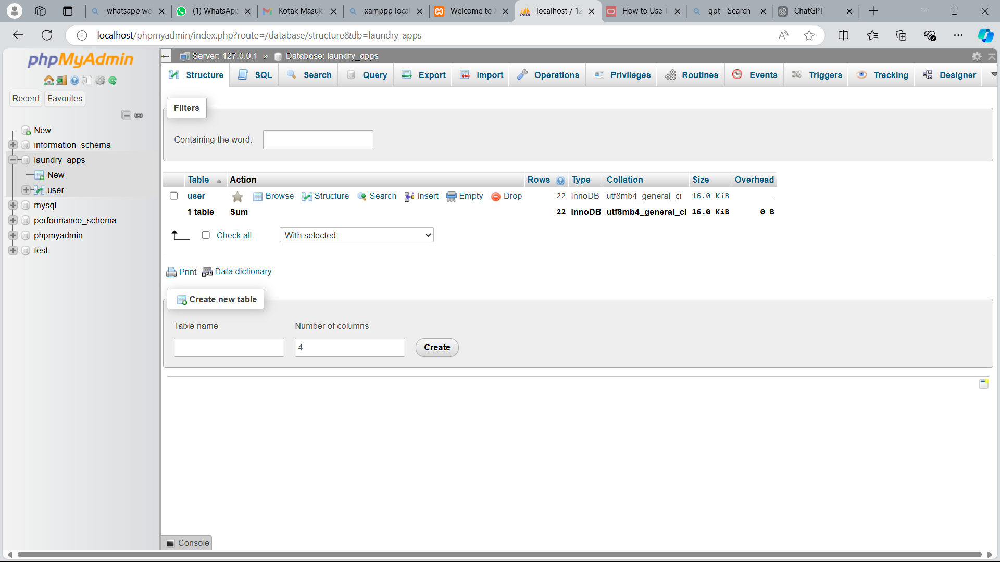 whatsapp we
(1) WhatsApp
Kotak Masuk
xamppp local
Welcome to X
localhost / 12
How to Use T
gpt - Search
ChatGPT
localhost/phpmyadmin/index.php?route=/database/structure&db=laundry_apps
phpMyAdmin
Recent Favorites
New
information_schema
laundry_apps
New
user
mysql
performance_schema
phpmyadmin
test
Server: 127.0.0.1 » Database: laundry_apps
Structure SQL Search Query Export Import Operations Privileges Routines Events Triggers Tracking Designer
Filters
Containing the word:
Table Action Rows Type Collation Size Overhead
user Browse Structure Search Insert Empty Drop 22 InnoDB utf8mb4_general_ci 16.0 KiB -
1 table Sum 22 InnoDB utf8mb4_general_ci 16.0 KiB 0 B
Check all With selected:
Print Data dictionary
Create new table
Table name Number of columns
4 Create
Console